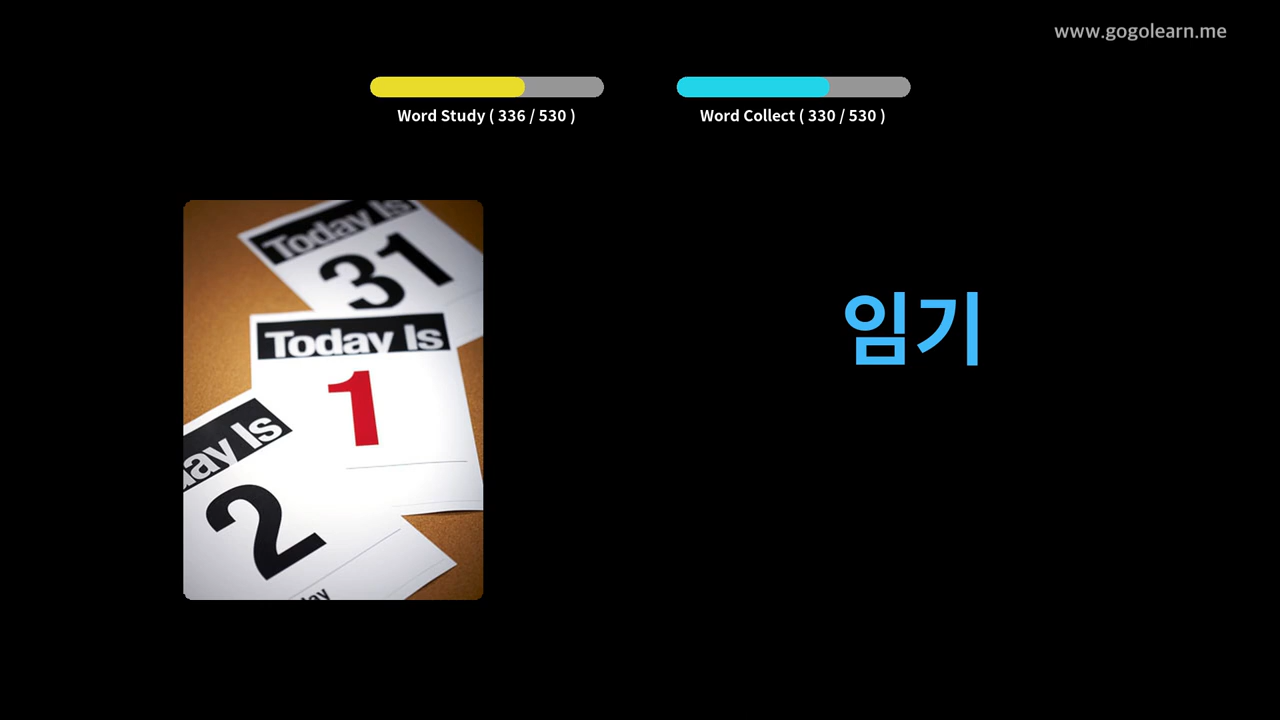 www.gogolearn.me
Word Study ( 336 / 530 )
Word Collect ( 330 / 530 )
Today Is
31
Today Is
1
ay Is
2
day
임기